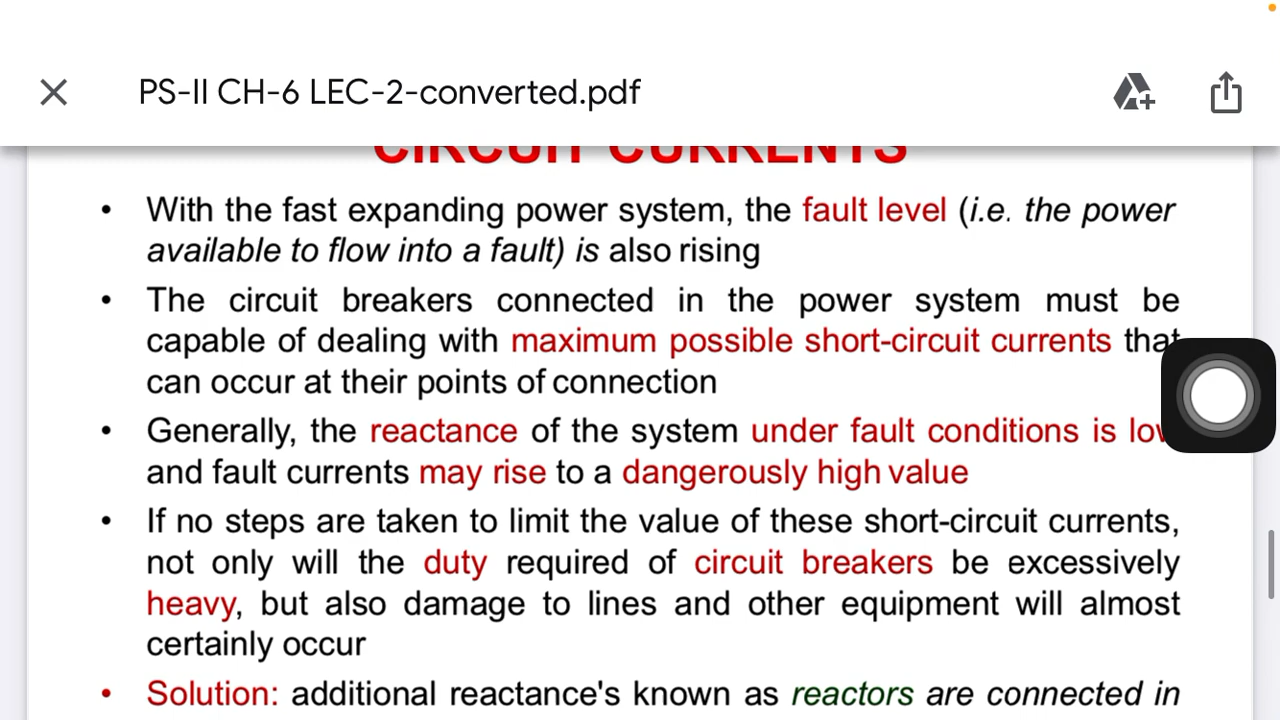 PS-II CH-6 LEC-2-converted.pdf
CIRCUIT CURRENTS
• With the fast expanding power system, the fault level (i.e. the power
available to flow into a fault) is also rising
• The circuit breakers connected in the power system must be
capable of dealing with maximum possible short-circuit currents that
can occur at their points of connection
• Generally, the reactance of the system under fault conditions is low
and fault currents may rise to a dangerously high value
• If no steps are taken to limit the value of these short-circuit currents,
not only will the duty required of circuit breakers be excessively
heavy, but also damage to lines and other equipment will almost
certainly occur
• Solution: additional reactance's known as reactors are connected in